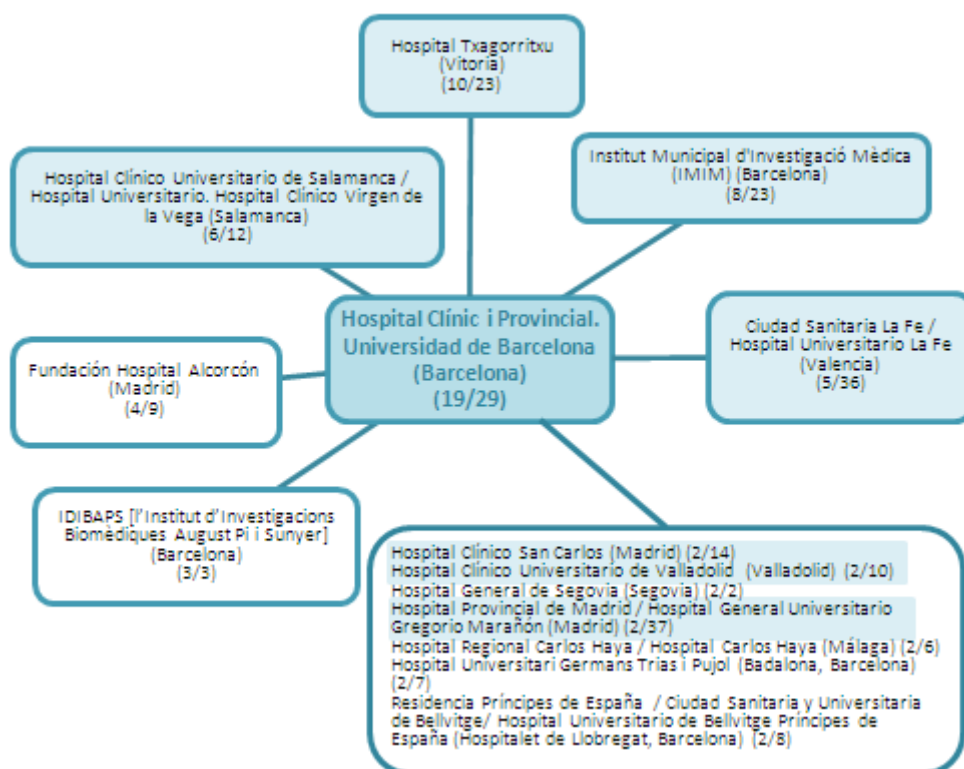 Hospital Txagorritxu
(Vitoria)
(10/23)
Hospital Clínico Universitario de Salamanca /
Hospital Universitario. Hospital Clínico Virgen de
la Vega (Salamanca)
(6/12)
Institut Municipal d'Investigació Mèdica
(IMIM) (Barcelona)
(8/23)
Hospital Clínic i Provincial.
Universidad de Barcelona
(Barcelona)
(19/29)
Ciudad Sanitaria La Fe /
Hospital Universitario La Fe
(Valencia)
(5/36)
Fundación Hospital Alcorcón
(Madrid)
(4/9)
IDIBAPS [l'Institut d'Investigacions
Biomèdiques August Pi i Sunyer]
(Barcelona)
(3/3)
Hospital Clínico San Carlos (Madrid) (2/14)
Hospital Clínico Universitario de Valladolid (Valladolid) (2/10)
Hospital General de Segovia (Segovia) (2/2)
Hospital Provincial de Madrid / Hospital General Universitario
Gregorio Marañón (Madrid) (2/37)
Hospital Regional Carlos Haya / Hospital Carlos Haya (Málaga) (2/6)
Hospital Universitari Germans Trias i Pujol (Badalona, Barcelona)
(2/7)
Residencia Príncipes de España / Ciudad Sanitaria y Universitaria
de Bellvitge/ Hospital Universitario de Bellvitge Príncipes de
España (Hospitalet de Llobregat, Barcelona) (2/8)